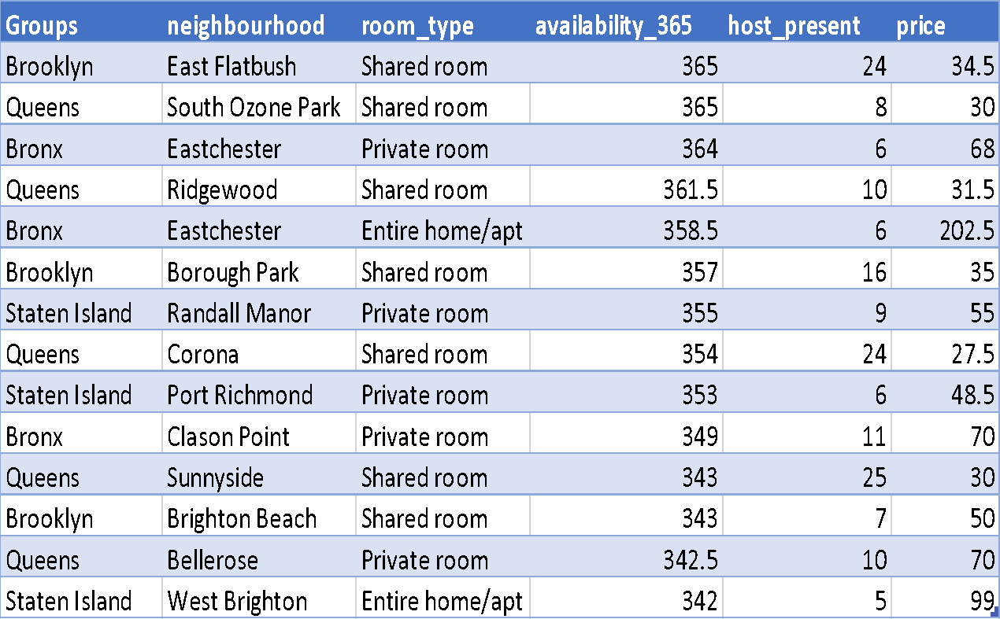 Groups neighbourhood room_type availability_365 host_present price
Brooklyn East Flatbush Shared room 365 24 34.5
Queens South Ozone Park Shared room 365 8 30
Bronx Eastchester Private room 364 6 68
Queens Ridgewood Shared room 361.5 10 31.5
Bronx Eastchester Entire home/apt 358.5 6 202.5
Brooklyn Borough Park Shared room 357 16 35
Staten Island Randall Manor Private room 355 9 55
Queens Corona Shared room 354 24 27.5
Staten Island Port Richmond Private room 353 6 48.5
Bronx Clason Point Private room 349 11 70
Queens Sunnyside Shared room 343 25 30
Brooklyn Brighton Beach Shared room 343 7 50
Queens Bellerose Private room 342.5 10 70
Staten Island West Brighton Entire home/apt 342 5 99